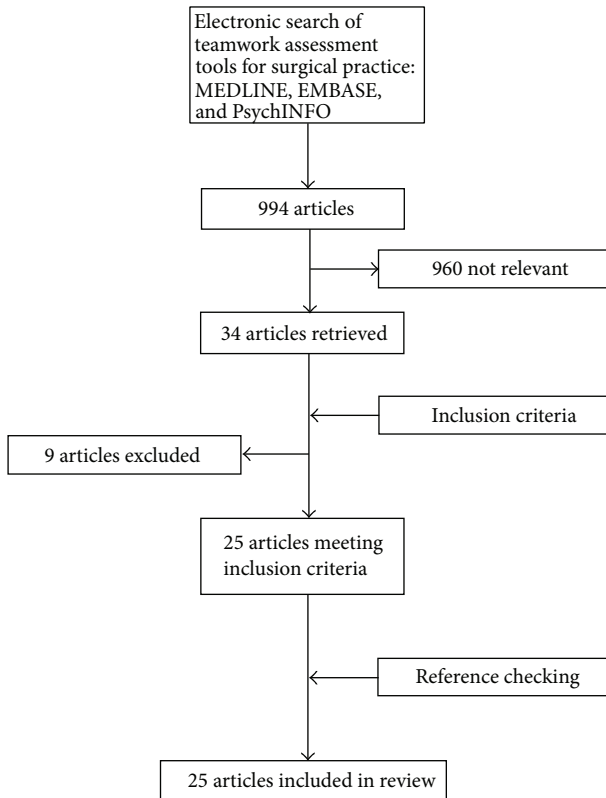 Electronic search of
teamwork assessment
tools for surgical practice:
MEDLINE, EMBASE,
and PsychINFO
994 articles
960 not relevant
34 articles retrieved
Inclusion criteria
9 articles excluded
25 articles meeting
inclusion criteria
Reference checking
25 articles included in review